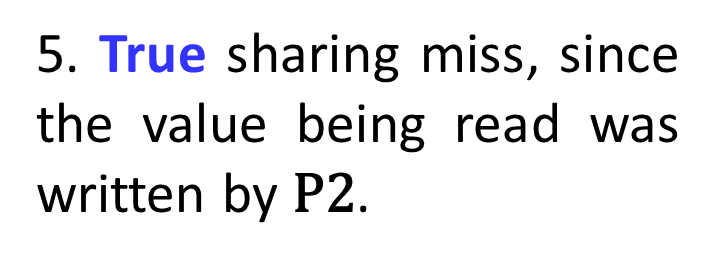 5. True sharing miss, since
the value being read was
written by P2.